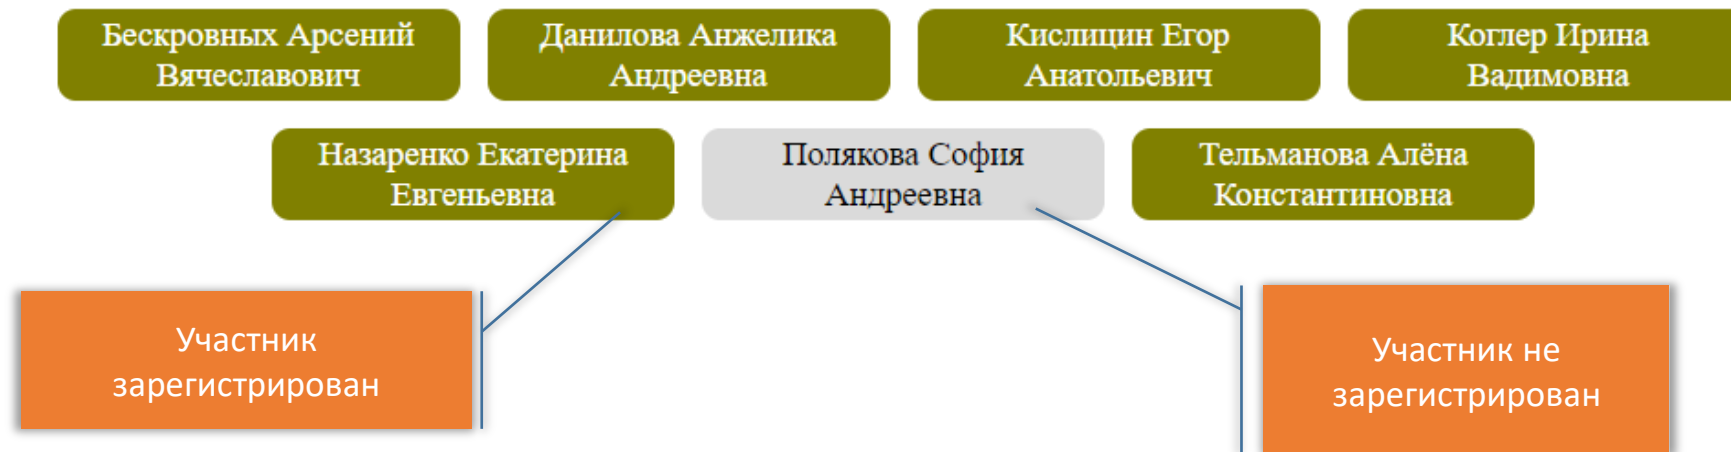 Бескровных Арсений
Вячеславович
Данилова Анжелика
Андреевна
Кислицин Егор
Анатольевич
Коглер Ирина
Вадимовна
Назаренко Екатерина
Евгеньевна
Полякова София
Андреевна
Тельманова Алёна
Константиновна
Участник
зарегистрирован
Участник не
зарегистрирован